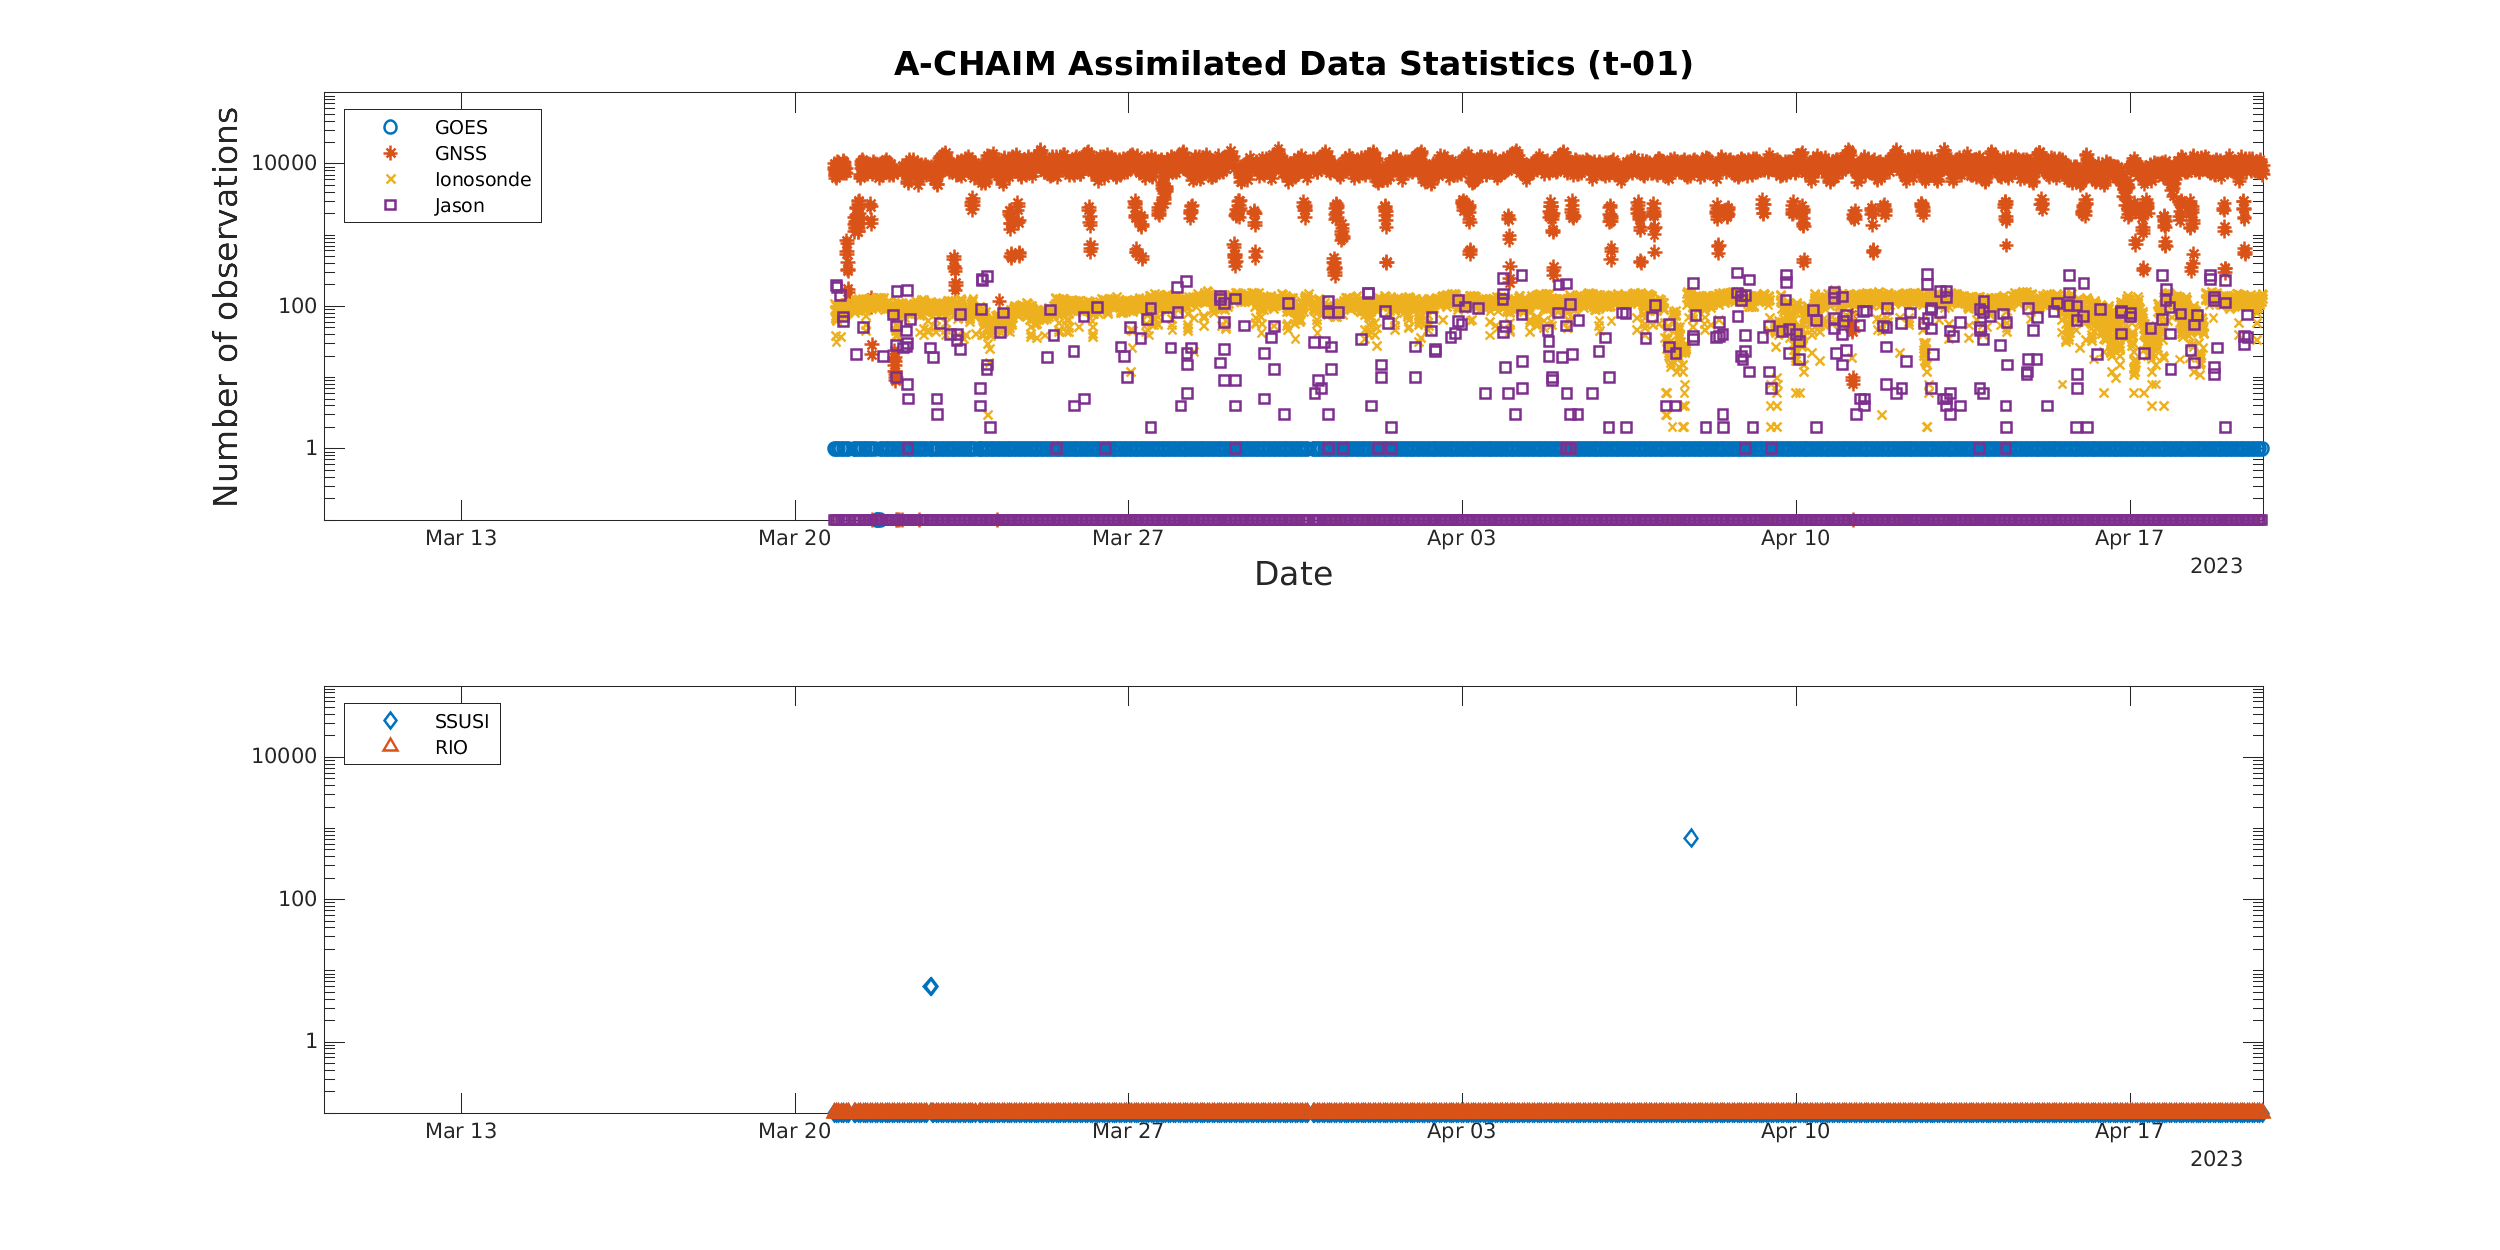 A-CHAIM Assimilated Data Statistics (t-01)
GOES
GNSS
Ionosonde
Jason
10000
100
1
Number of observations
Mar 13
Mar 20
Mar 27
Apr 03
Apr 10
Apr 17
2023
Date
SSUSI
RIO
10000
100
1
Mar 13
Mar 20
Mar 27
Apr 03
Apr 10
Apr 17
2023